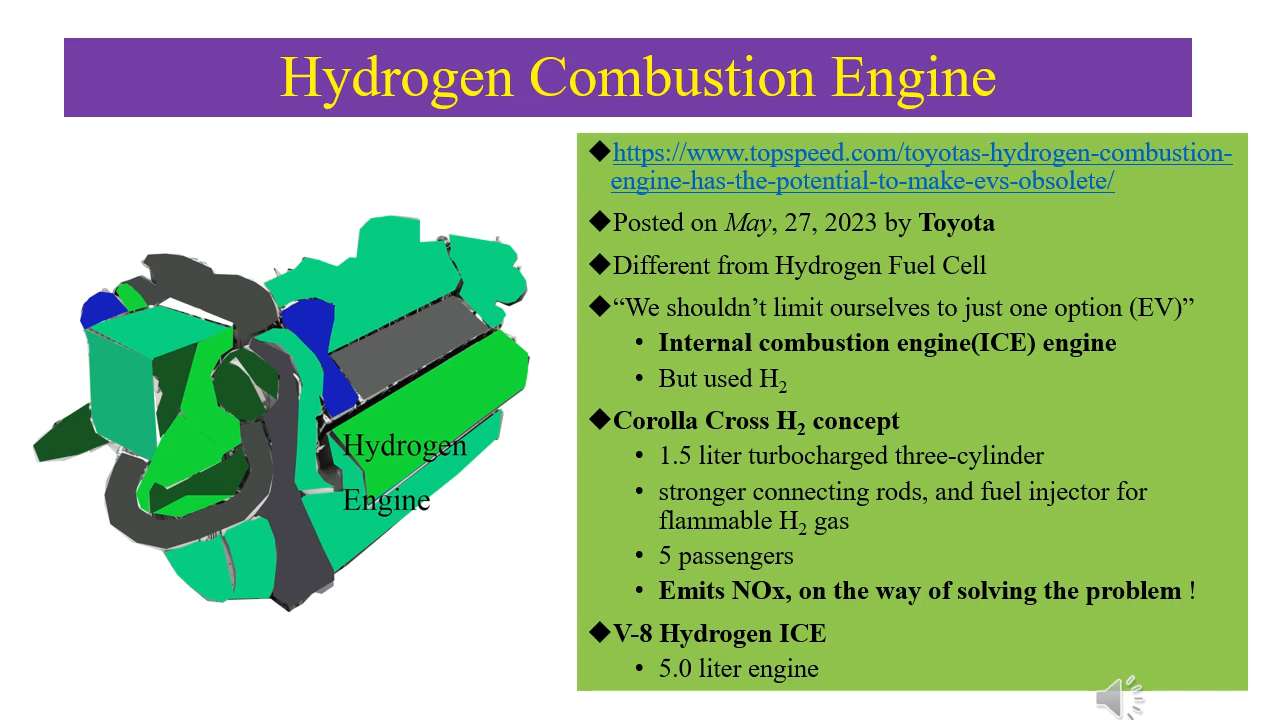 Hydrogen Combustion Engine
◆https://www.topspeed.com/toyotas-hydrogen-combustion-
engine-has-the-potential-to-make-evs-obsolete/
◆Posted on May, 27, 2023 by Toyota
◆Different from Hydrogen Fuel Cell
◆“We shouldn’t limit ourselves to just one option (EV)”
• Internal combustion engine(ICE) engine
• But used H₂
◆Corolla Cross H₂ concept
• 1.5 liter turbocharged three-cylinder
• stronger connecting rods, and fuel injector for
flammable H₂ gas
• 5 passengers
• Emits NOx, on the way of solving the problem !
◆V-8 Hydrogen ICE
• 5.0 liter engine
Hydrogen
Engine